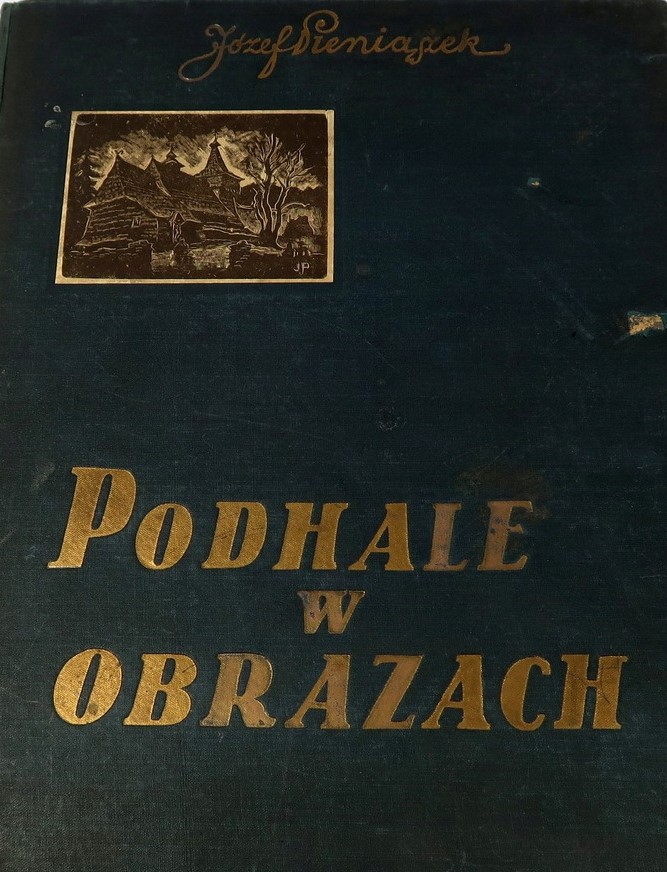 Józef Pieniążek
JP
PODHALE
W
OBRAZACH